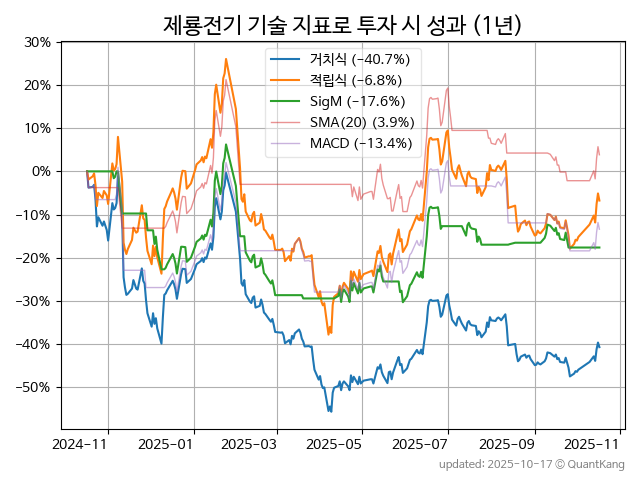 제룡전기 기술 지표로 투자 시 성과 (1년)
30%
20%
10%
0%
−10%
−20%
−30%
−40%
−50%
거치식 (−40.7%)
적립식 (−6.8%)
SigM (−17.6%)
SMA(20) (3.9%)
MACD (−13.4%)
2024-11 2025-01 2025-03 2025-05 2025-07 2025-09 2025-11
updated: 2025-10-17 © QuantKang